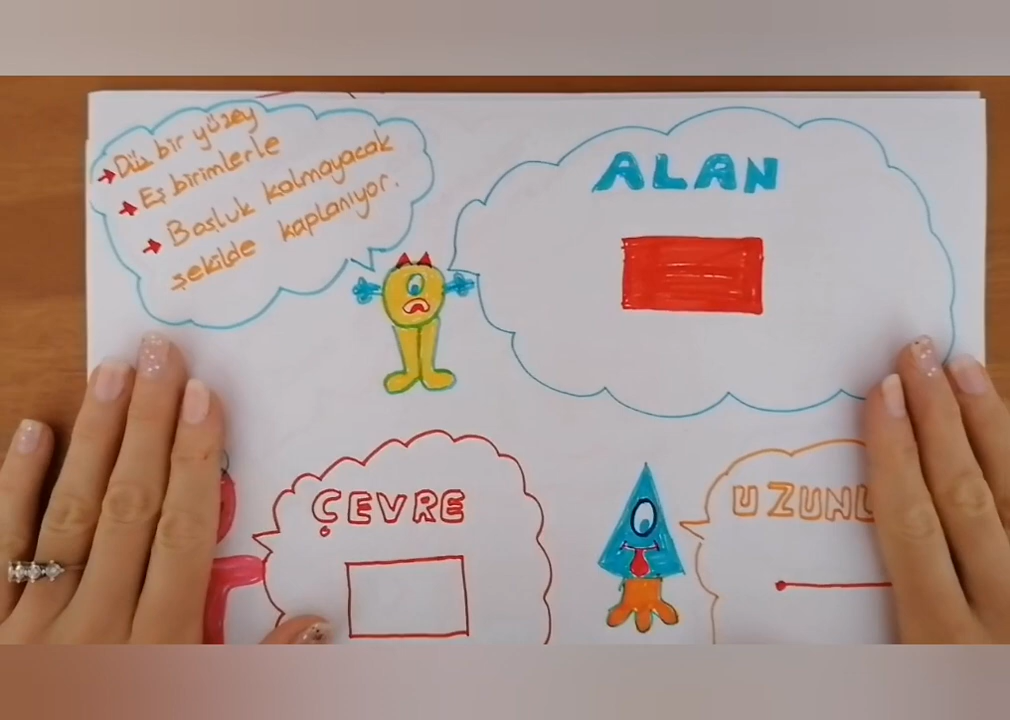 Düz bir yüzey
Eş birimlerle
Boşluk kalmayacak
şekilde kaplanıyor.
ALAN
ÇEVRE
UZUNL